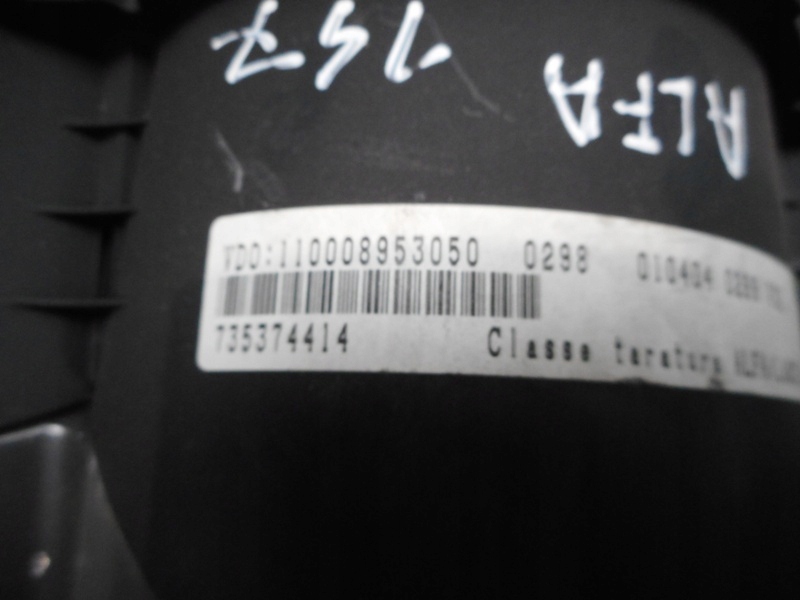 ALFA 147
VDO:110008953050 0298 010404
735374414 Classe taratura